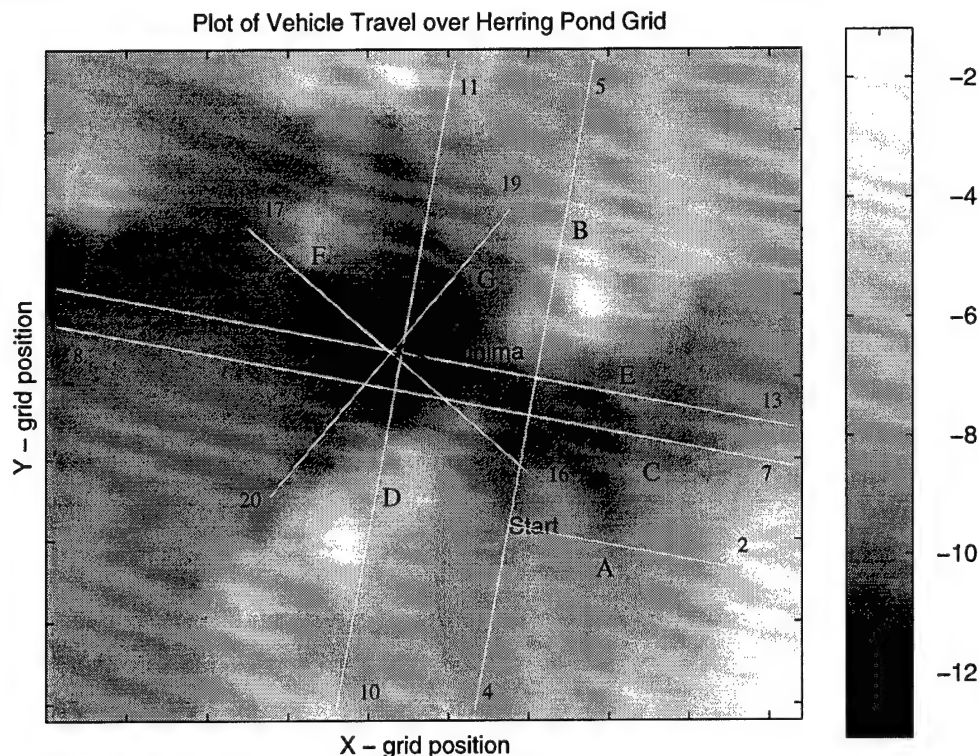 Plot of Vehicle Travel over Herring Pond Grid
11
5
-2
19
-4
17
B
F
G
-6
8
E
13
-8
C
7
16
D
20
Start
2
A
-10
10
4
-12
Y – grid position
X – grid position